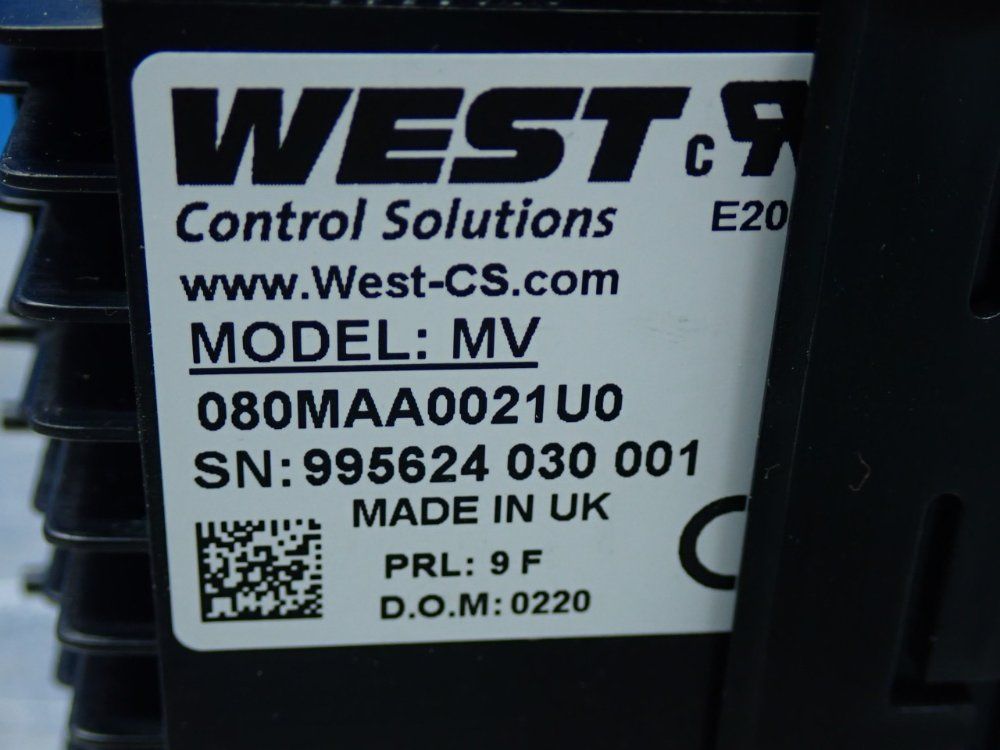 WEST
Control Solutions
www.West-CS.com
MODEL: MV
080MAA0021U0
SN: 995624 030 001
MADE IN UK
PRL: 9 F
D.O.M: 0220